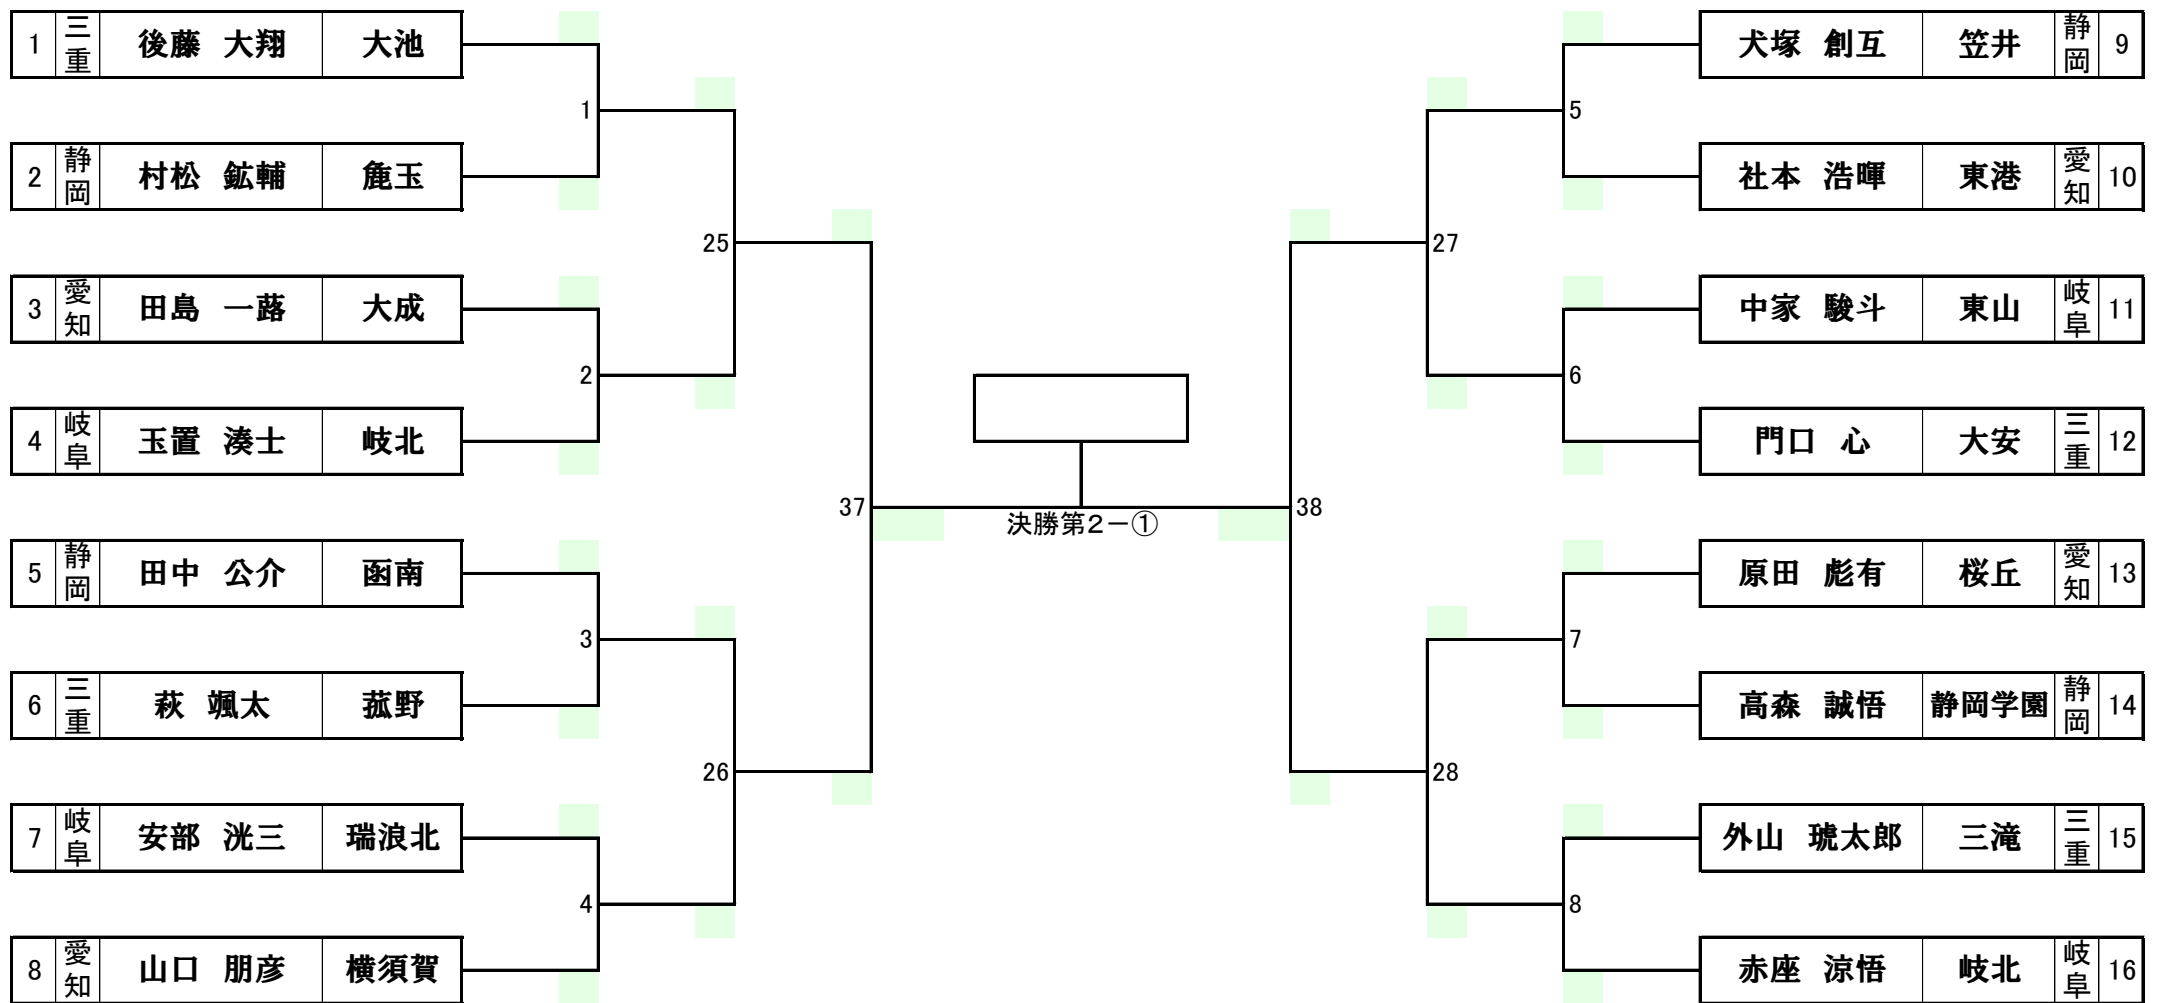 1 三重 後藤 大翔 大池
2 静岡 村松 鉱輔 麁玉
3 愛知 田島 一蕗 大成
4 岐阜 玉置 湊士 岐北
5 静岡 田中 公介 函南
6 三重 萩 颯太 菰野
7 岐阜 安部 洸三 瑞浪北
8 愛知 山口 朋彦 横須賀
1
2
3
4
25
26
37
決勝第2－①
38
27
28
5
6
7
8
犬塚 創互 笠井 静岡 9
社本 浩暉 東港 愛知 10
中家 駿斗 東山 岐阜 11
門口 心 大安 三重 12
原田 彪有 桜丘 愛知 13
高森 誠悟 静岡学園 静岡 14
外山 琥太郎 三滝 三重 15
赤座 涼悟 岐北 岐阜 16